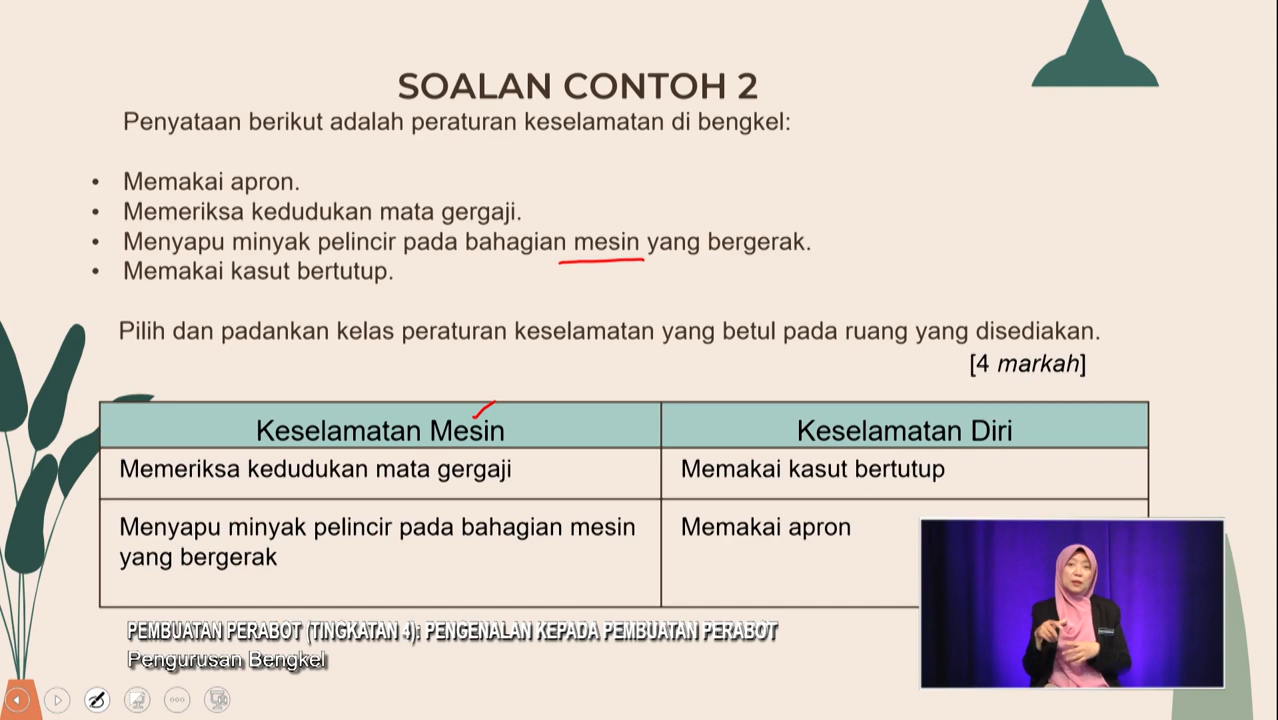 SOALAN CONTOH 2
Penyataan berikut adalah peraturan keselamatan di bengkel:
• Memakai apron.
• Memeriksa kedudukan mata gergaji.
• Menyapu minyak pelincir pada bahagian mesin yang bergerak.
• Memakai kasut bertutup.
Pilih dan padankan kelas peraturan keselamatan yang betul pada ruang yang disediakan.
[4 markah]
Keselamatan Mesin
Keselamatan Diri
Memeriksa kedudukan mata gergaji
Memakai kasut bertutup
Menyapu minyak pelincir pada bahagian mesin
yang bergerak
Memakai apron
PEMBUATAN PERABOT (TINGKATAN 4): PENGENALAN KEPADA PEMBUATAN PERABOT
Pengurusan Bengkel